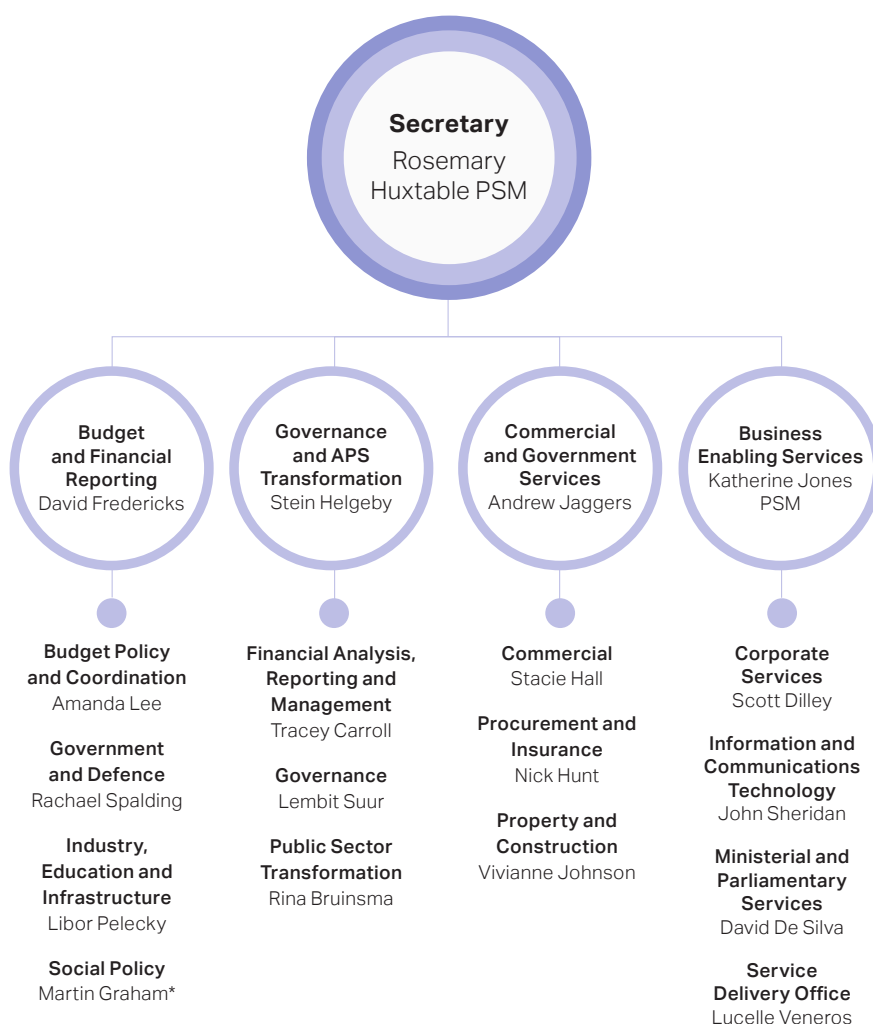 Secretary
Rosemary
Huxtable PSM
Budget
and Financial
Reporting
David Fredericks
Governance
and APS
Transformation
Stein Helgeby
Commercial
and Government
Services
Andrew Jaggers
Business
Enabling Services
Katherine Jones
PSM
Budget Policy
and Coordination
Amanda Lee
Government
and Defence
Rachael Spalding
Industry,
Education and
Infrastructure
Libor Pelecky
Social Policy
Martin Graham*
Financial Analysis,
Reporting and
Management
Tracey Carroll
Governance
Lembit Suur
Public Sector
Transformation
Rina Bruinsma
Commercial
Stacie Hall
Procurement and
Insurance
Nick Hunt
Property and
Construction
Vivianne Johnson
Corporate
Services
Scott Dilley
Information and
Communications
Technology
John Sheridan
Ministerial and
Parliamentary
Services
David De Silva
Service
Delivery Office
Lucelle Veneros